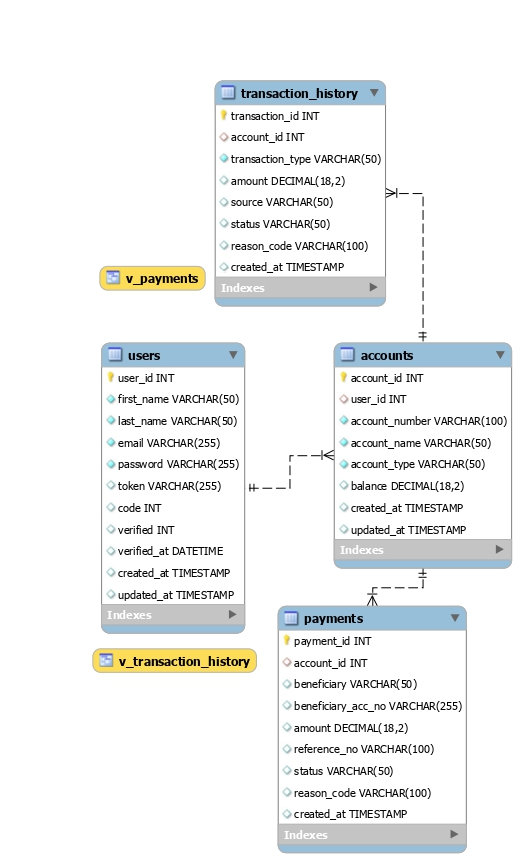 transaction_history
transaction_id INT
account_id INT
transaction_type VARCHAR(50)
amount DECIMAL(18,2)
source VARCHAR(50)
status VARCHAR(50)
reason_code VARCHAR(100)
created_at TIMESTAMP
Indexes
v_payments
users
user_id INT
first_name VARCHAR(50)
last_name VARCHAR(50)
email VARCHAR(255)
password VARCHAR(255)
token VARCHAR(255)
code INT
verified INT
verified_at DATETIME
created_at TIMESTAMP
updated_at TIMESTAMP
Indexes
accounts
account_id INT
user_id INT
account_number VARCHAR(100)
account_name VARCHAR(50)
account_type VARCHAR(50)
balance DECIMAL(18,2)
created_at TIMESTAMP
updated_at TIMESTAMP
Indexes
v_transaction_history
payments
payment_id INT
account_id INT
beneficiary VARCHAR(50)
beneficiary_acc_no VARCHAR(255)
amount DECIMAL(18,2)
reference_no VARCHAR(100)
status VARCHAR(50)
reason_code VARCHAR(100)
created_at TIMESTAMP
Indexes